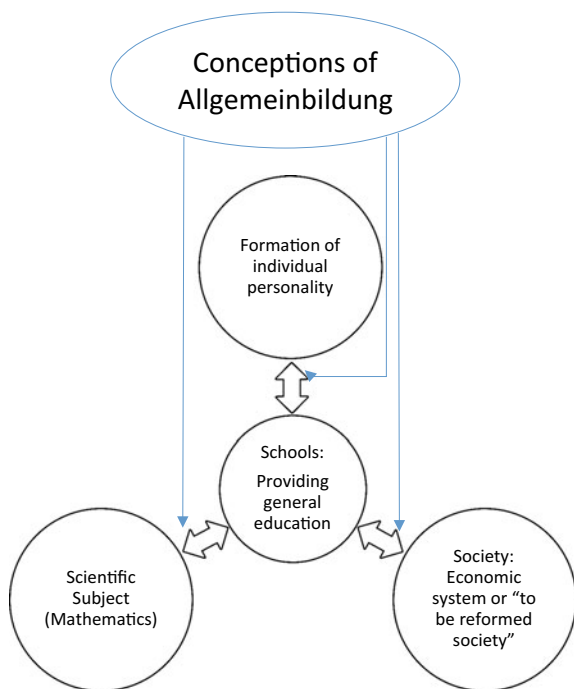 Conceptions of
Allgemeinbildung
Formation of
individual
personality
Schools:
Providing
general
education
Scientific
Subject
(Mathematics)
Society:
Economic
system or “to
be reformed
society”